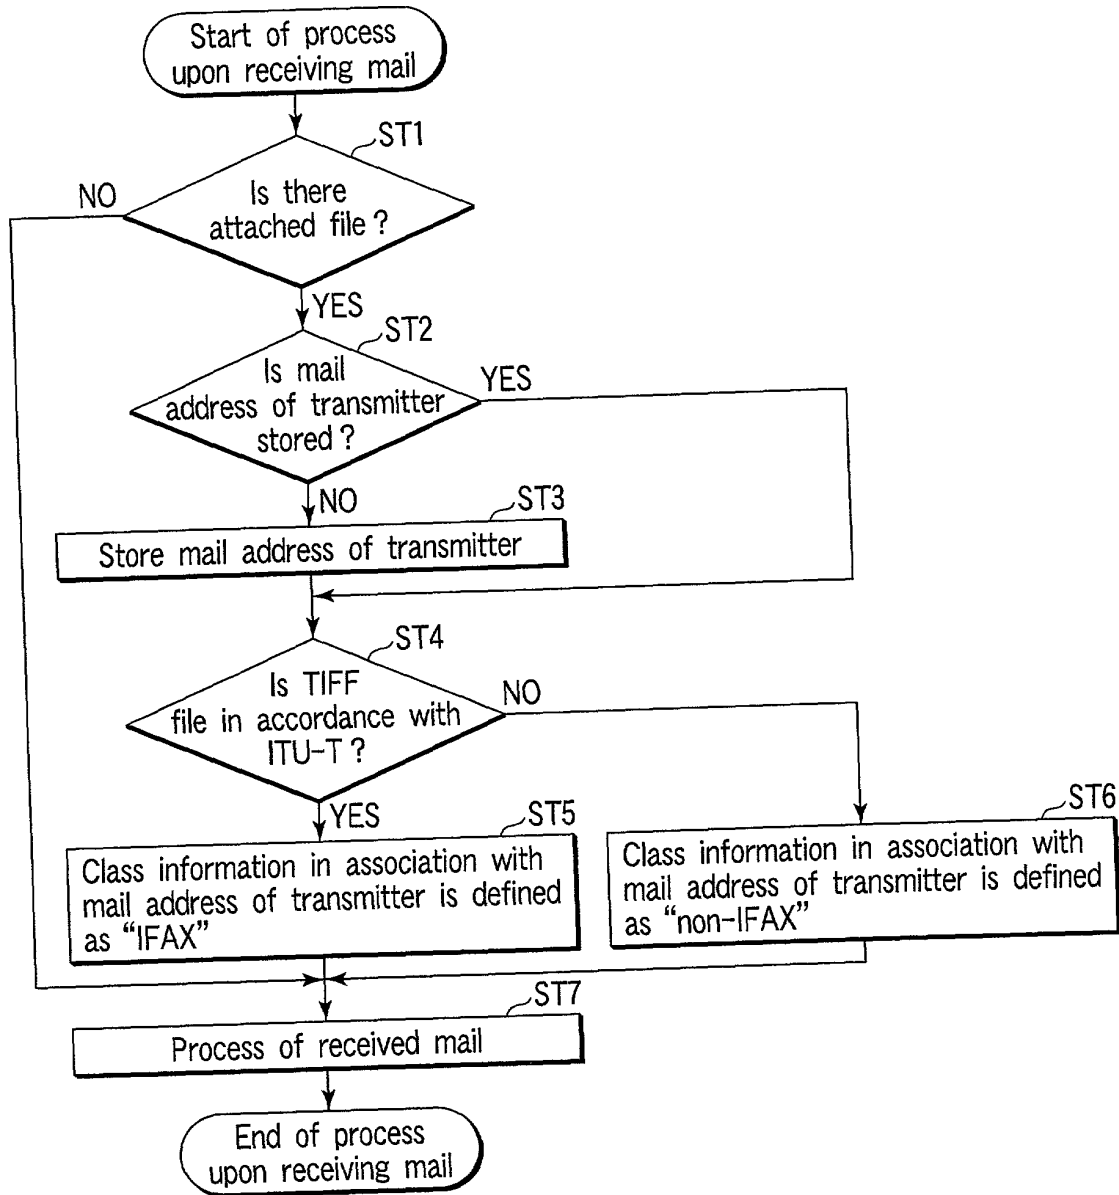 Start of process
upon receiving mail
ST1
NO
Is there
attached file?
YES
ST2
Is mail
address of transmitter
stored?
YES
NO
ST3
Store mail address of transmitter
ST4
Is TIFF
file in accordance with
ITU-T?
NO
YES
ST5
Class information in association with
mail address of transmitter is defined
as “IFAX”
ST6
Class information in association with
mail address of transmitter is defined
as “non-IFAX”
ST7
Process of received mail
End of process
upon receiving mail